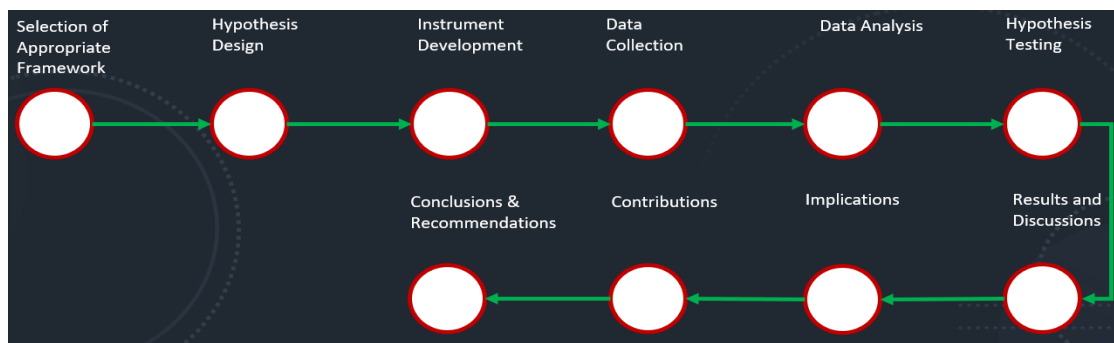 Selection of
Appropriate
Framework
Hypothesis
Design
Instrument
Development
Data
Collection
Data Analysis
Hypothesis
Testing
Conclusions &
Recommendations
Contributions
Implications
Results and
Discussions